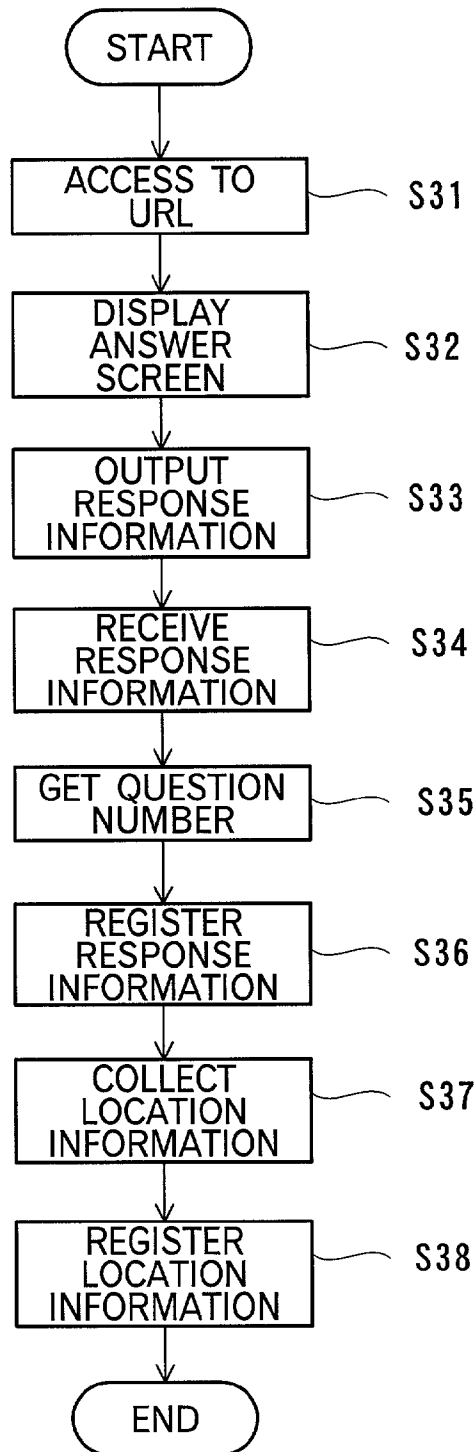 START
ACCESS TO
URL
S31
DISPLAY
ANSWER
SCREEN
S32
OUTPUT
RESPONSE
INFORMATION
S33
RECEIVE
RESPONSE
INFORMATION
S34
GET QUESTION
NUMBER
S35
REGISTER
RESPONSE
INFORMATION
S36
COLLECT
LOCATION
INFORMATION
S37
REGISTER
LOCATION
INFORMATION
S38
END